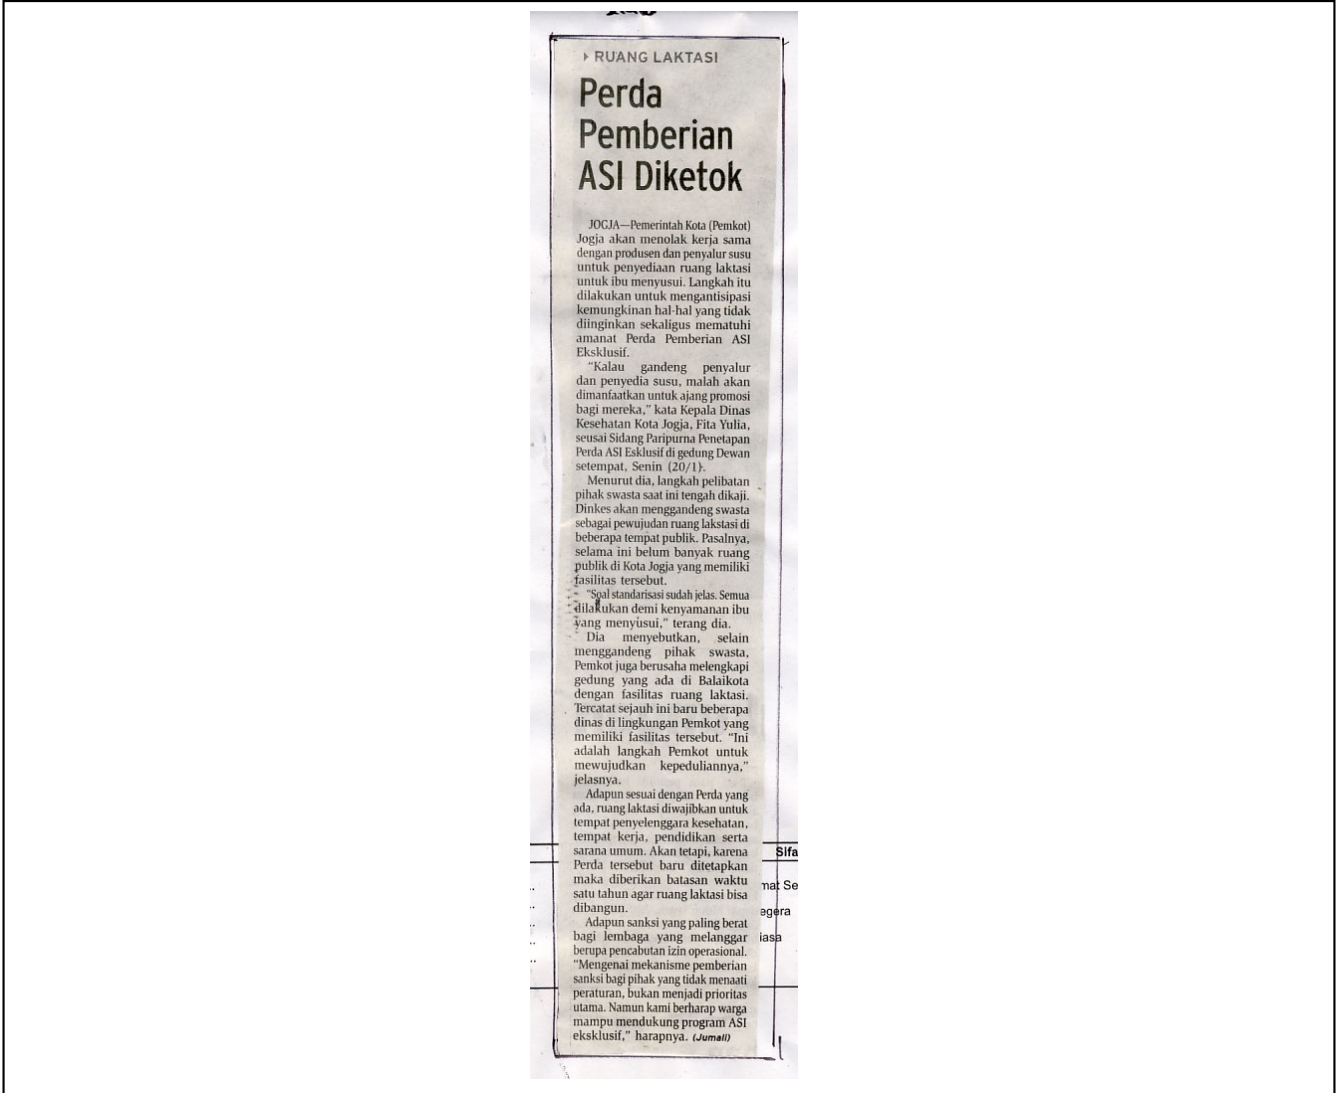 RUANG LAKTASI
Perda
Pemberian
ASI Diketok
JOGJA—Pemerintah Kota (Pemkot)
Jogja akan menolak kerja sama
dengan produsen dan penyalur susu
untuk penyediaan ruang laktasi
untuk ibu menyusui. Langkah itu
dilakukan untuk mengantisipasi
kemungkinan hal-hal yang tidak
diinginkan sekaligus mematuhi
amanat Perda Pemberian ASI
Eksklusif.
“Kalau gandeng penyalur
dan penyedia susu, malah akan
dimanfaatkan untuk ajang promosi
bagi mereka,” kata Kepala Dinas
Kesehatan Kota Jogja, Fita Yulia,
seusai Sidang Paripurna Penetapan
Perda ASI Esklusif di gedung Dewan
setempat, Senin (20/1).
Menurut dia, langkah pelibatan
pihak swasta saat ini tengah dikaji.
Dinkes akan menggandeng swasta
sebagai pewujudan ruang lakstasi di
beberapa tempat publik. Pasalnya,
selama ini belum banyak ruang
publik di Kota Jogja yang memiliki
fasilitas tersebut.
“Soal standarisasi sudah jelas. Semua
dilakukan demi kenyamanan ibu
yang menyusui,” terang dia.
Dia menyebutkan, selain
menggandeng pihak swasta,
Pemkot juga berusaha melengkapi
gedung yang ada di Balaikota
dengan fasilitas ruang laktasi.
Tercatat sejauh ini baru beberapa
dinas di lingkungan Pemkot yang
memiliki fasilitas tersebut. “Ini
adalah langkah Pemkot untuk
mewujudkan kepeduliannya,”
jelasnya.
Adapun sesuai dengan Perda yang
ada, ruang laktasi diwajibkan untuk
tempat penyelenggara kesehatan,
tempat kerja, pendidikan serta
sarana umum. Akan tetapi, karena
Perda tersebut baru ditetapkan
maka diberikan batasan waktu
satu tahun agar ruang laktasi bisa
dibangun.
Adapun sanksi yang paling berat
bagi lembaga yang melanggar
berupa pencabutan izin operasional.
“Mengenai mekanisme pemberian
sanksi bagi pihak yang tidak menaati
peraturan, bukan menjadi prioritas
utama. Namun kami berharap warga
mampu mendukung program ASI
eksklusif,” harapnya. (Jumali)
Sifa
mat Se
egera
iasa